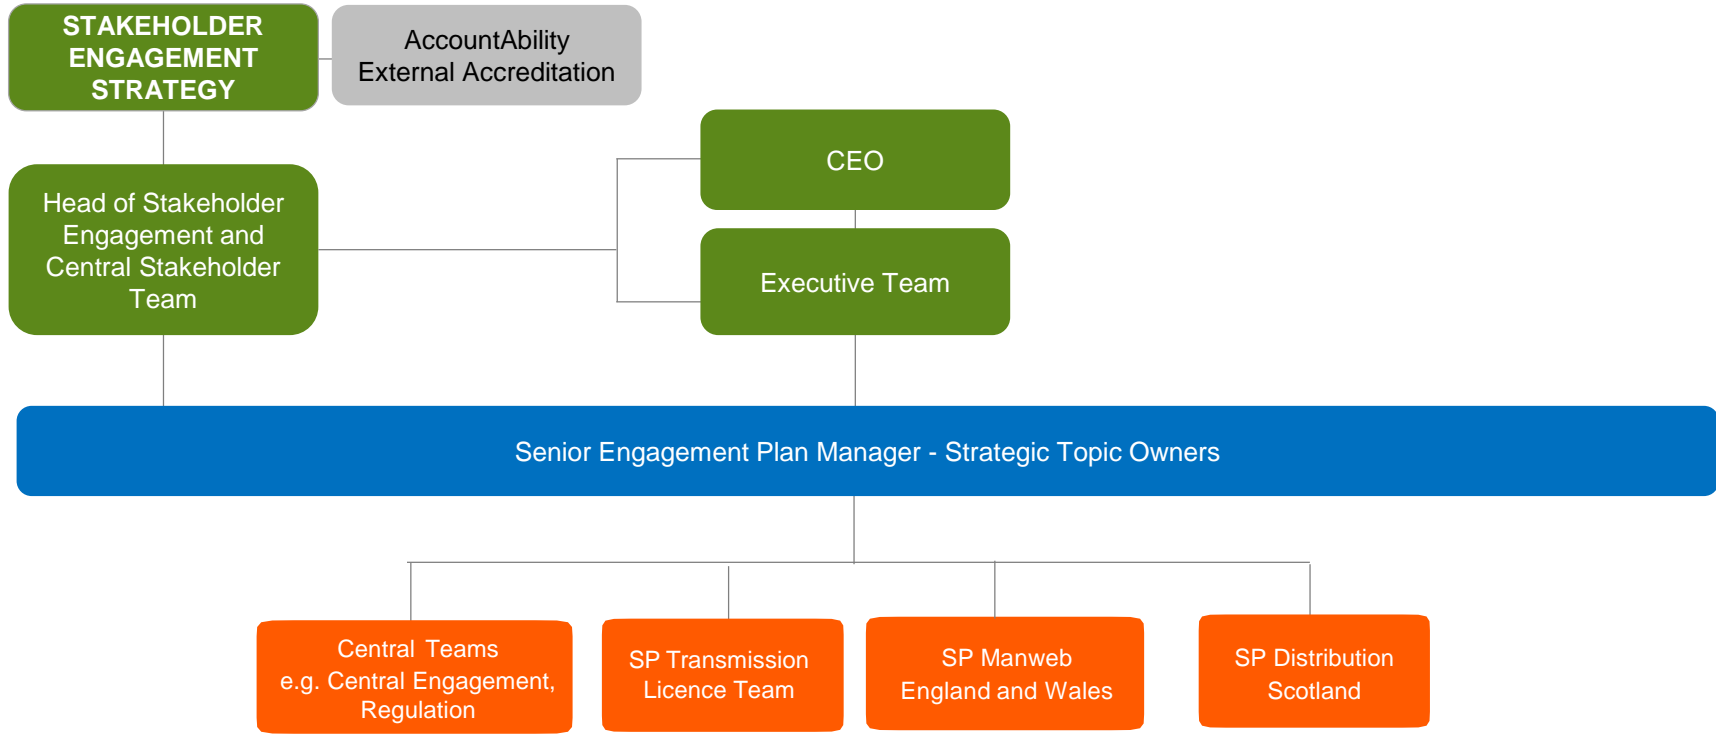 STAKEHOLDER
ENGAGEMENT
STRATEGY
AccountAbility
External Accreditation
CEO
Head of Stakeholder
Engagement and
Central Stakeholder
Team
Executive Team
Senior Engagement Plan Manager - Strategic Topic Owners
Central Teams
e.g. Central Engagement,
Regulation
SP Transmission
Licence Team
SP Manweb
England and Wales
SP Distribution
Scotland